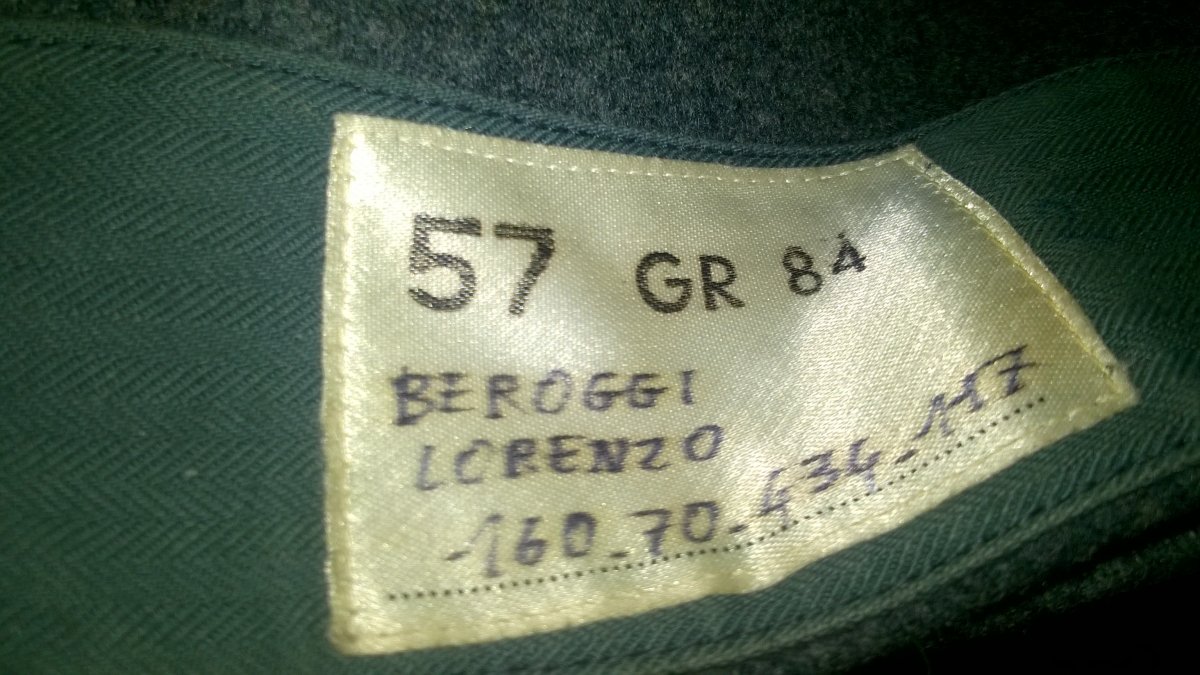 57 GR 84
BEROGGI
LORENZO
160-70-434-117